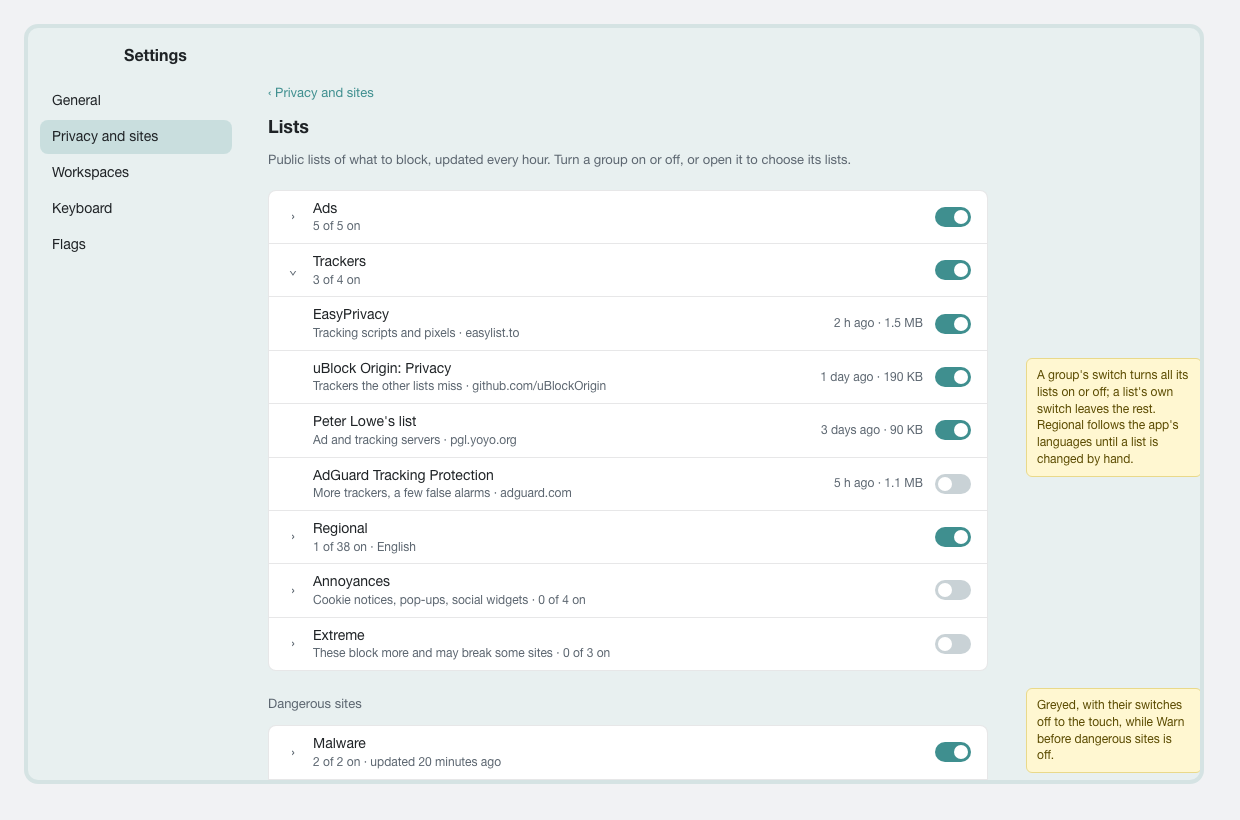 Settings
General
Privacy and sites
Workspaces
Keyboard
Flags
‹ Privacy and sites
Lists
Public lists of what to block, updated every hour. Turn a group on or off, or open it to choose its lists.
Ads
5 of 5 on
Trackers
3 of 4 on
EasyPrivacy
Tracking scripts and pixels · easylist.to
2 h ago · 1.5 MB
uBlock Origin: Privacy
Trackers the other lists miss · github.com/uBlockOrigin
1 day ago · 190 KB
Peter Lowe's list
Ad and tracking servers · pgl.yoyo.org
3 days ago · 90 KB
AdGuard Tracking Protection
More trackers, a few false alarms · adguard.com
5 h ago · 1.1 MB
Regional
1 of 38 on · English
Annoyances
Cookie notices, pop-ups, social widgets · 0 of 4 on
Extreme
These block more and may break some sites · 0 of 3 on
Dangerous sites
Malware
2 of 2 on · updated 20 minutes ago
A group's switch turns all its
lists on or off; a list's own
switch leaves the rest.
Regional follows the app's
languages until a list is
changed by hand.
Greyed, with their switches
off to the touch, while Warn
before dangerous sites is
off.